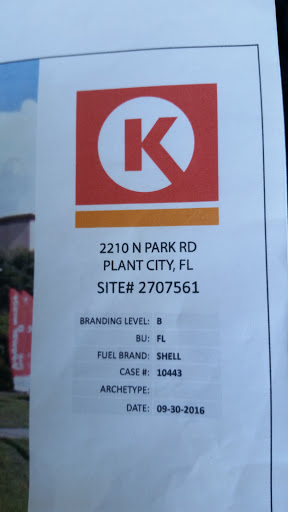 K
2210 N PARK RD
PLANT CITY, FL
SITE# 2707561
BRANDING LEVEL: B
BU: FL
FUEL BRAND: SHELL
CASE #: 10443
ARCHETYPE:
DATE: 09-30-2016